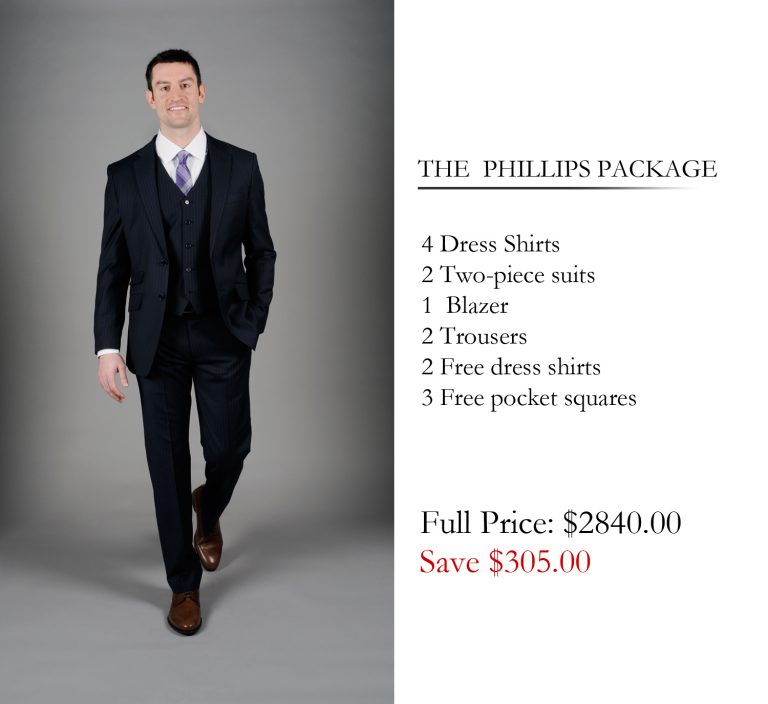 THE PHILLIPS PACKAGE
4 Dress Shirts
2 Two-piece suits
1 Blazer
2 Trousers
2 Free dress shirts
3 Free pocket squares
Full Price: $2840.00
Save $305.00